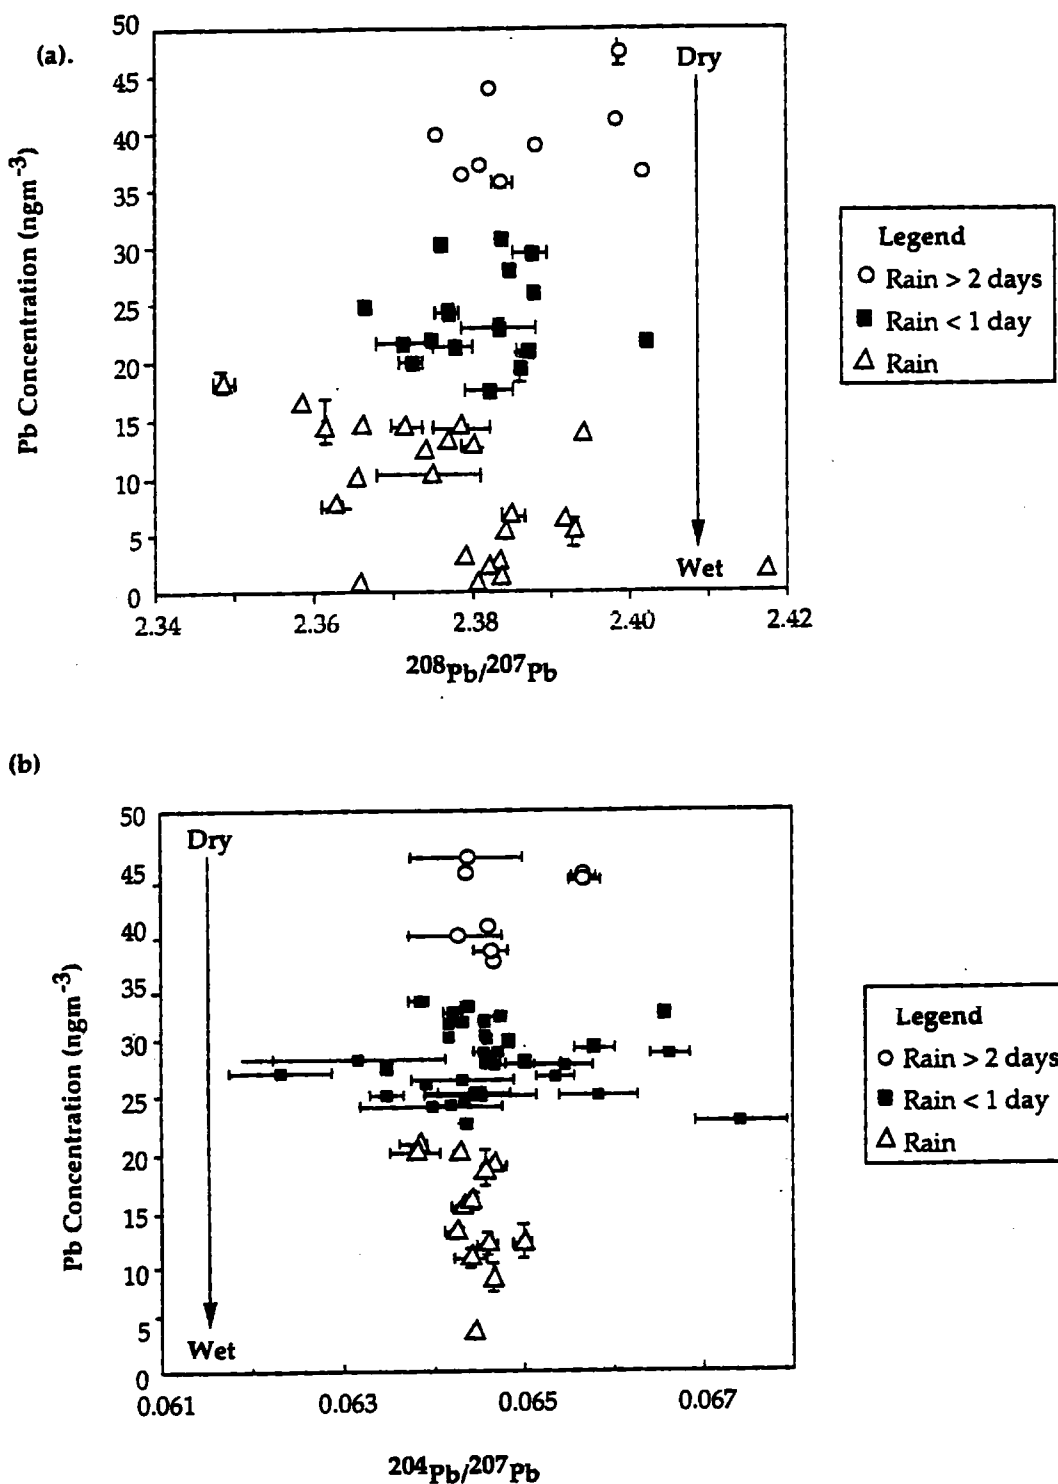 (a).
50
45
40
35
30
25
20
15
10
5
0
Pb Concentration (ngm⁻³)
Dry
Wet
2.34 2.36 2.38 2.40 2.42
²⁰⁸Pb/²⁰⁷Pb
Legend
Rain > 2 days
Rain < 1 day
Rain
(b)
50
45
40
35
30
25
20
15
10
5
0
Pb Concentration (ngm⁻³)
Dry
Wet
0.061 0.063 0.065 0.067
²⁰⁴Pb/²⁰⁷Pb
Legend
Rain > 2 days
Rain < 1 day
Rain